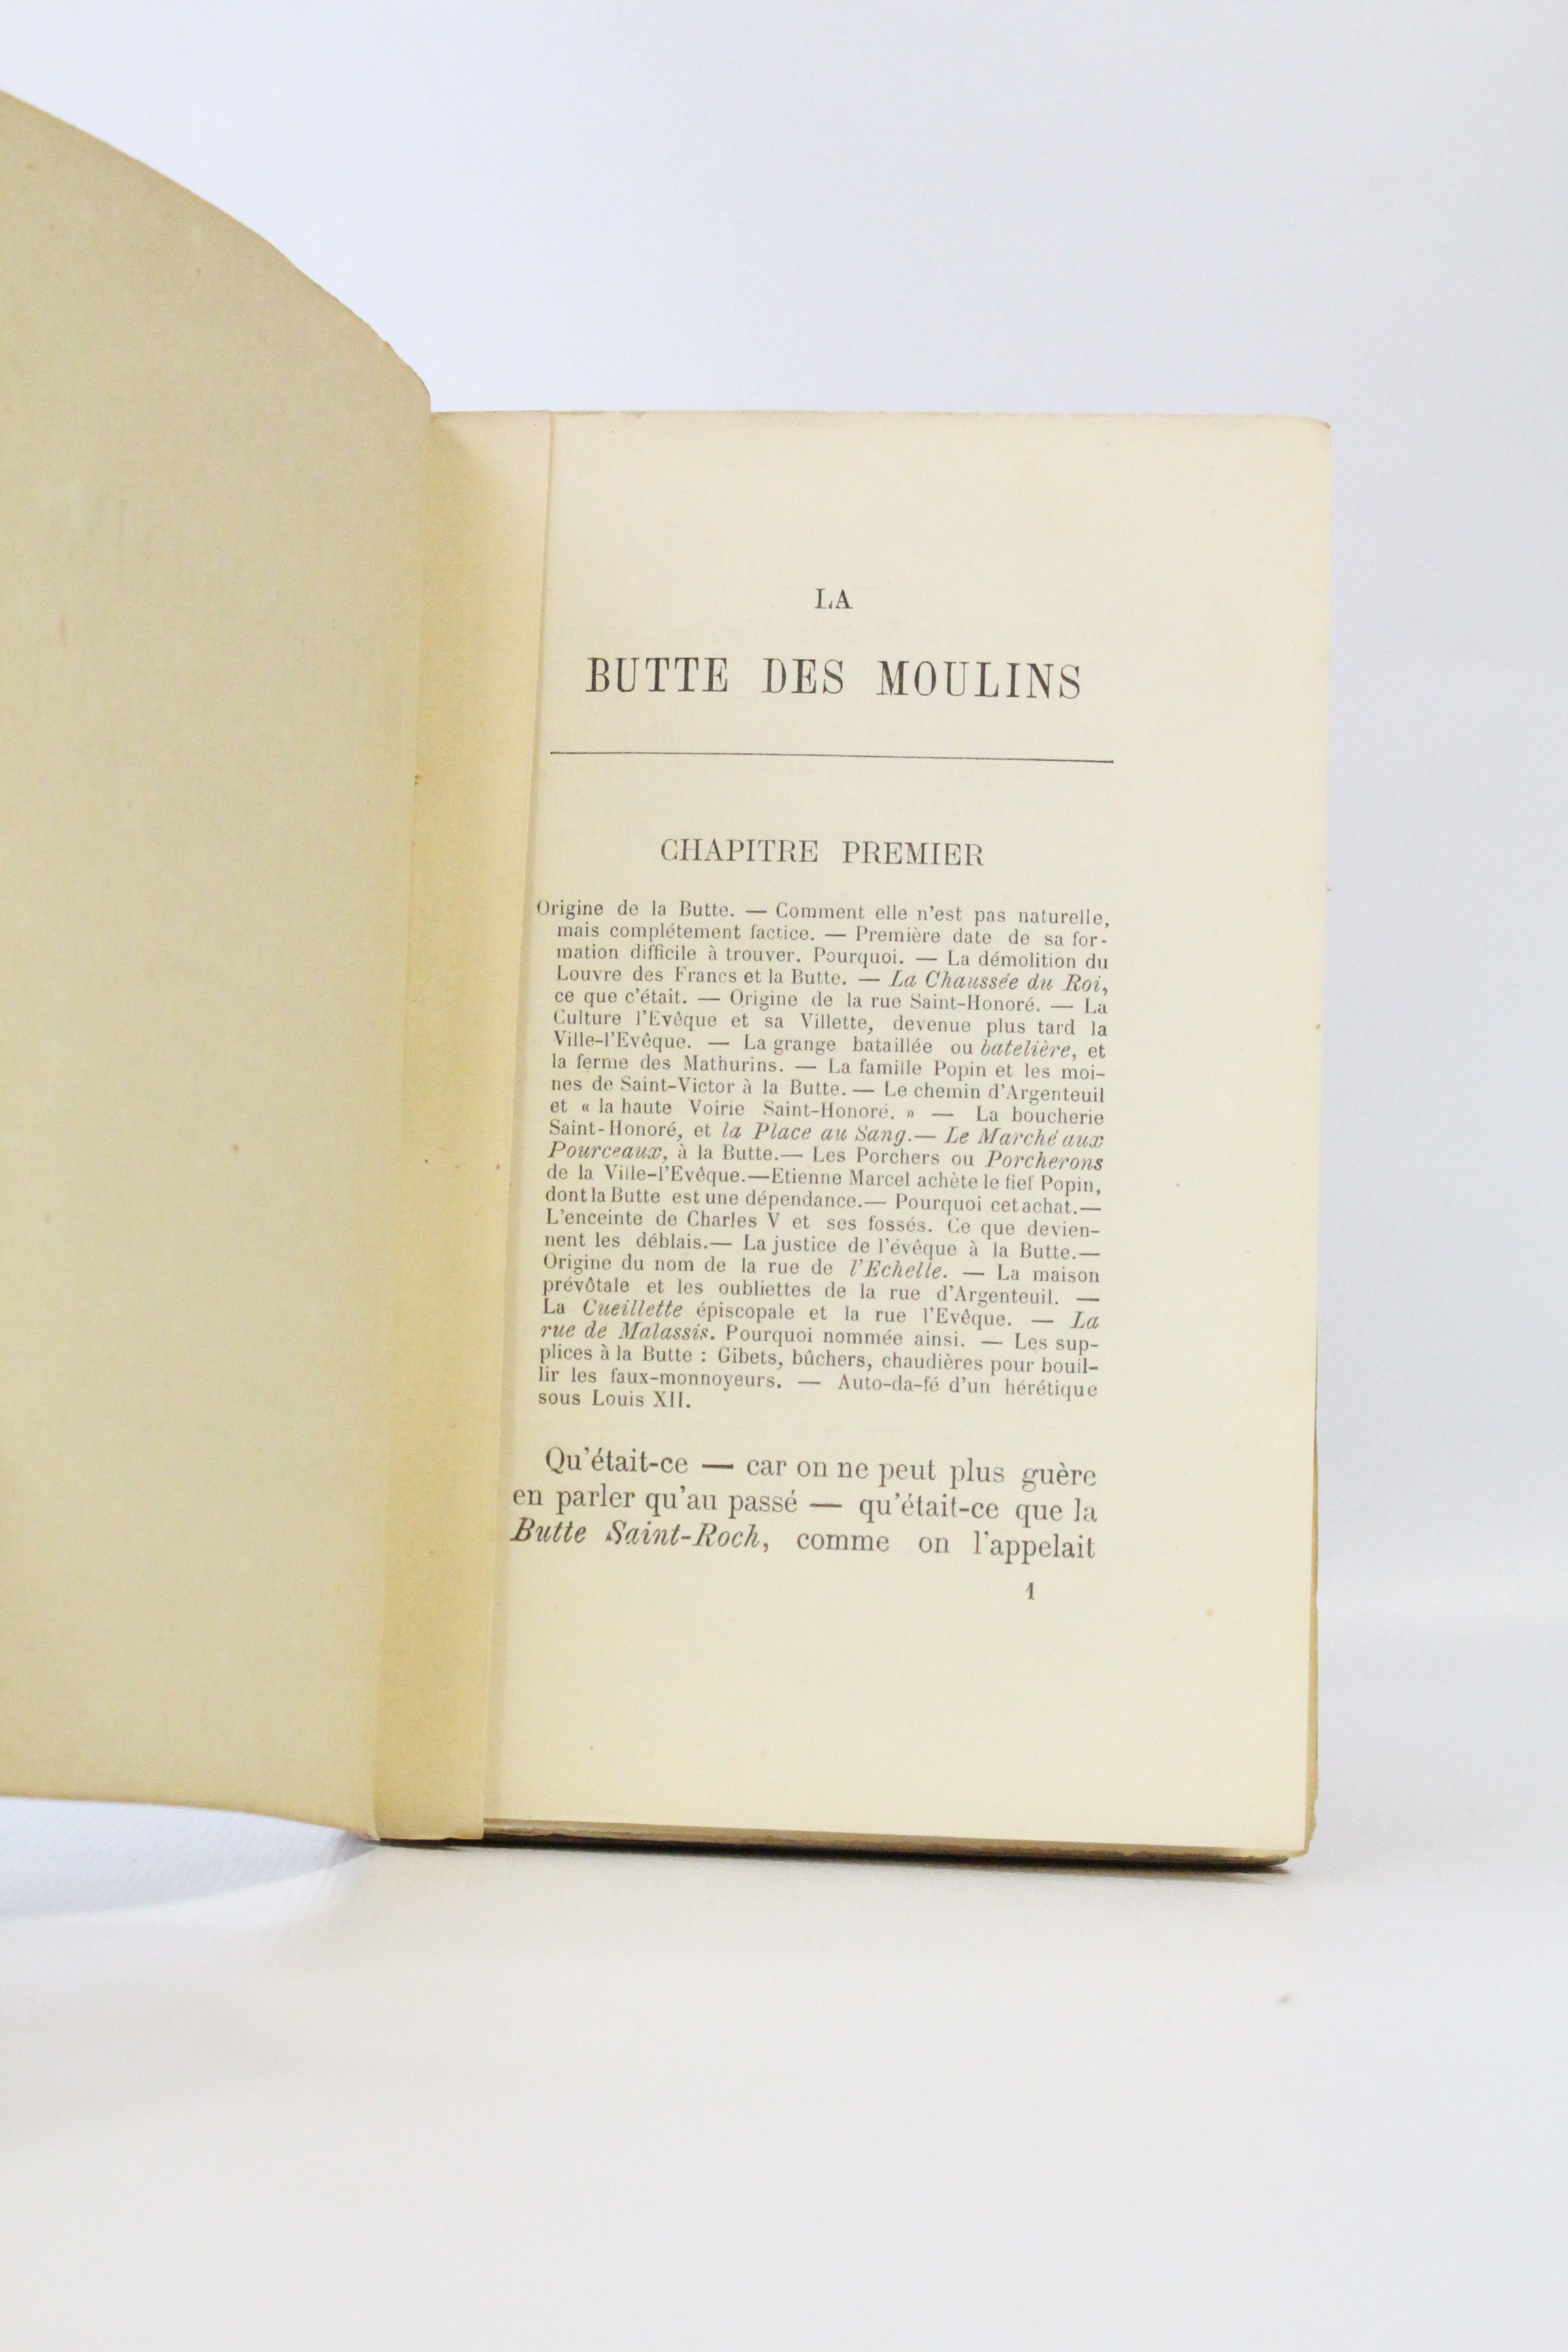 LA
BUTTE DES MOULINS
CHAPITRE PREMIER
Origine de la Butte. — Comment elle n'est pas naturelle,
mais complétement factice. — Première date de sa for-
mation difficile à trouver. Pourquoi. — La démolition du
Louvre des Francs et la Butte. — La Chaussée du Roi,
ce que c'était. — Origine de la rue Saint-Honoré. — La
Culture l'Evêque et sa Villette, devenue plus tard la
Ville-l'Evêque. — La grange bataillée ou batelière, et
la ferme des Mathurins. — La famille Popin et les moi-
nes de Saint-Victor à la Butte. — Le chemin d'Argenteuil
et « la haute Voirie Saint-Honoré. » — La boucherie
Saint-Honoré, et la Place au Sang. — Le Marché aux
Pourceaux, à la Butte. — Les Porchers ou Porcherons
de la Ville-l'Evêque. — Etienne Marcel achète le fief Popin,
dont la Butte est une dépendance. — Pourquoi cet achat. —
L'enceinte de Charles V et ses fossés. Ce que devien-
nent les déblais. — La justice de l'évêque à la Butte. —
Origine du nom de la rue de l'Echelle. — La maison
prévôtale et les oubliettes de la rue d'Argenteuil. —
La Cueillette épiscopale et la rue l'Evêque. — La
rue de Malassis. Pourquoi nommée ainsi. — Les sup-
plices à la Butte : Gibets, bûchers, chaudières pour bouil-
lir les faux-monnoyeurs. — Auto-da-fé d'un hérétique
sous Louis XII.
Qu'était-ce — car on ne peut plus guère
en parler qu'au passé — qu'était-ce que la
Butte Saint-Roch, comme on l'appelait
1